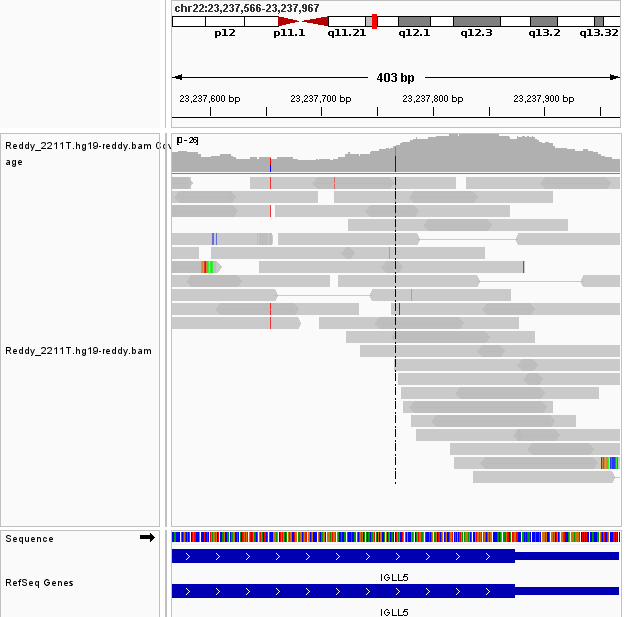 chr22:23,237,566-23,237,967
p12 p11.1 q11.21 q12.1 q12.3 q13.2 q13.32
403 bp
23,237,600 bp 23,237,700 bp 23,237,800 bp 23,237,900 bp
[0-26]
Reddy_2211T.hg19-reddy.bam Cov
age
Reddy_2211T.hg19-reddy.bam
Sequence
RefSeq Genes
IGLL5
IGLL5